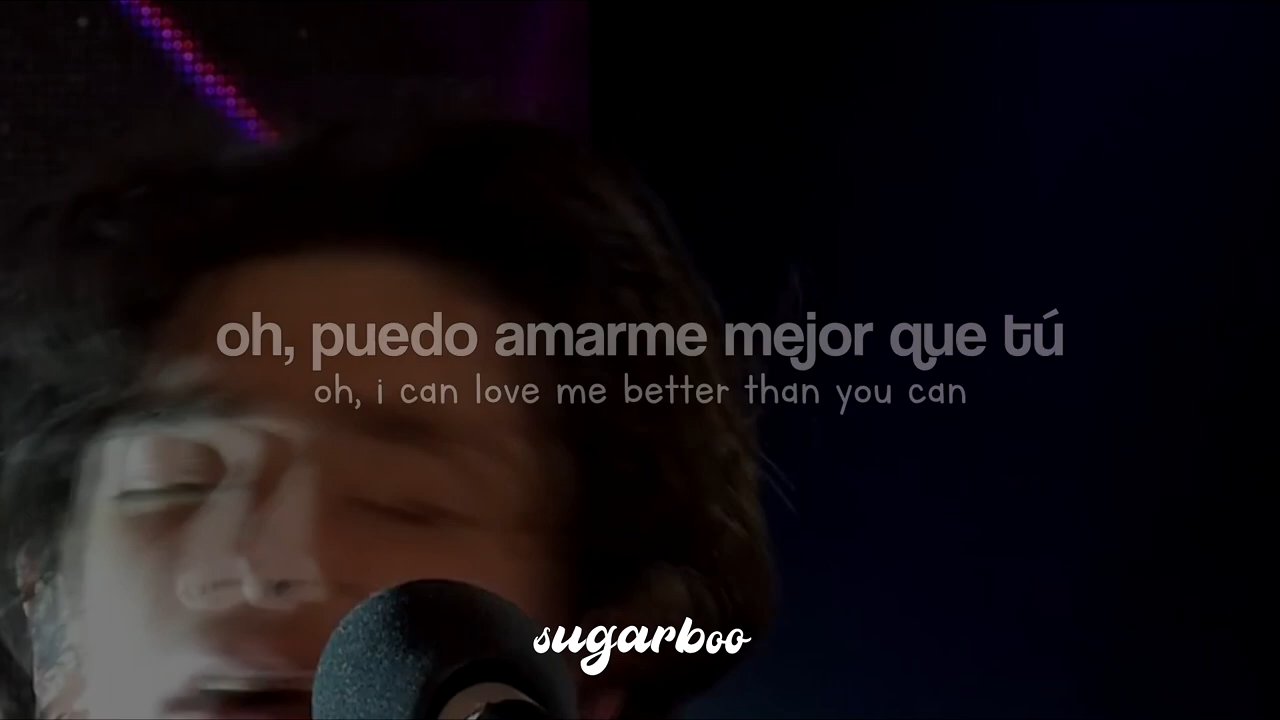 oh, puedo amarme mejor que tú
oh, i can love me better than you can
sugarboo